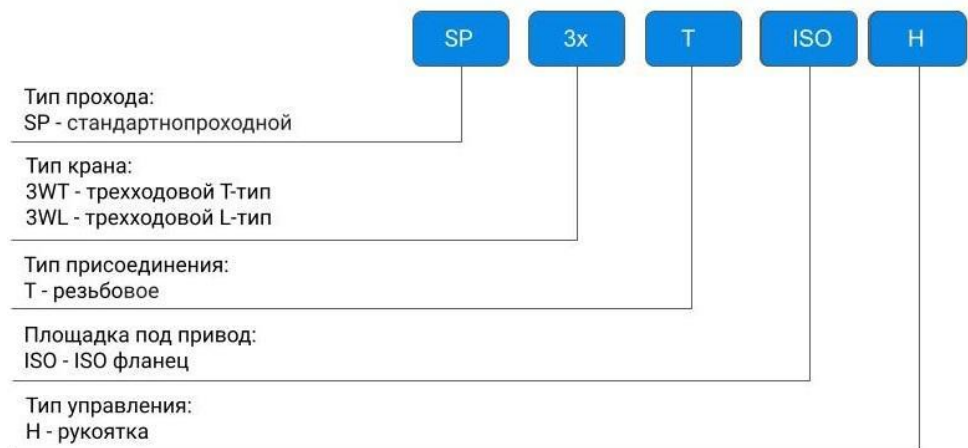 SP 3x T ISO H
Тип прохода:
SP - стандартнопроходной
Тип крана:
3WT - трехходовой Т-тип
3WL - трехходовой L-тип
Тип присоединения:
Т - резьбовое
Площадка под привод:
ISO - ISO фланец
Тип управления:
Н - рукоятка